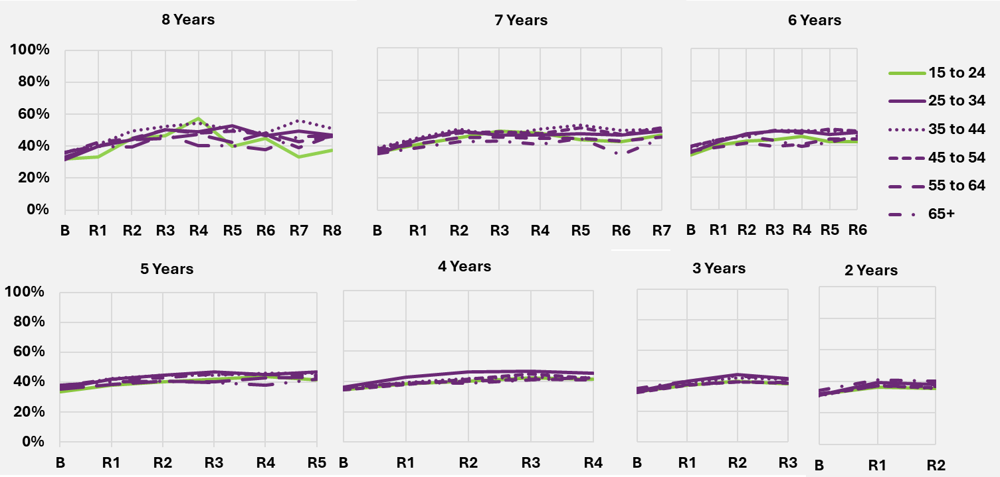 8 Years
7 Years
6 Years
100%
80%
60%
40%
20%
0%
B R1 R2 R3 R4 R5 R6 R7 R8
B R1 R2 R3 R4 R5 R6 R7
B R1 R2 R3 R4 R5 R6
15 to 24
25 to 34
35 to 44
45 to 54
55 to 64
65+
5 Years
4 Years
3 Years
2 Years
100%
80%
60%
40%
20%
0%
B R1 R2 R3 R4 R5
B R1 R2 R3 R4
B R1 R2 R3
B R1 R2